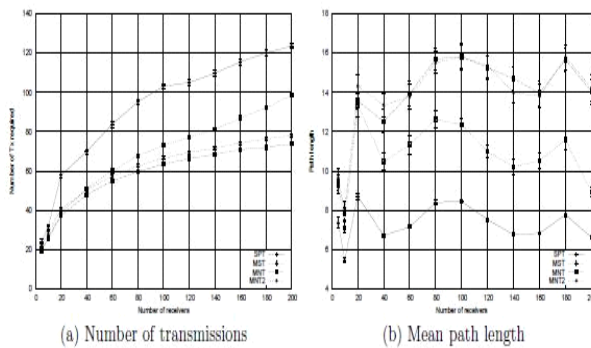 140
120
100
80
60
40
20
0
Number of Tx required
0 20 40 60 80 100 120 140 160 180 200
Number of receivers
SPT
MST
MNT
MNT2
(a) Number of transmissions
18
16
14
12
10
8
6
4
Path length
0 20 40 60 80 100 120 140 160 180 200
Number of receivers
SPT
MST
MNT
MNT2
(b) Mean path length